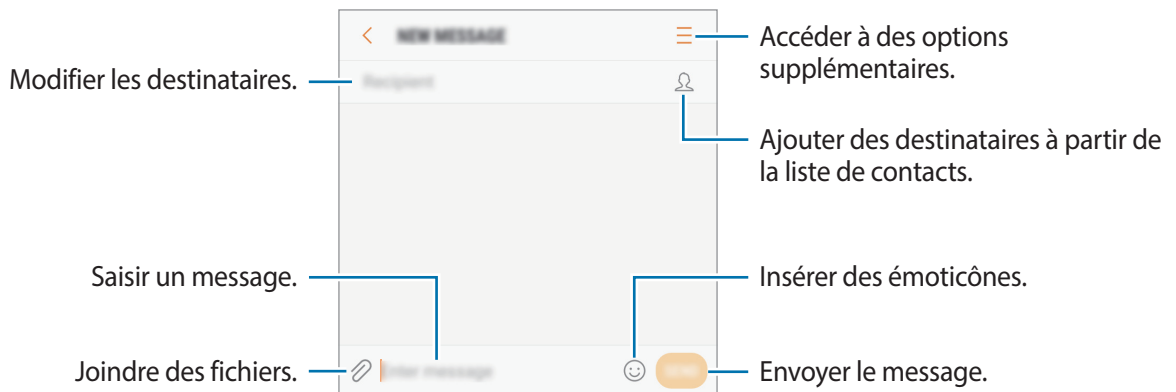 NEW MESSAGE
Accéder à des options
supplémentaires.
Modifier les destinataires.
Recipient
Ajouter des destinataires à partir de
la liste de contacts.
Saisir un message.
Insérer des émoticônes.
Joindre des fichiers.
Enter message
Envoyer le message.